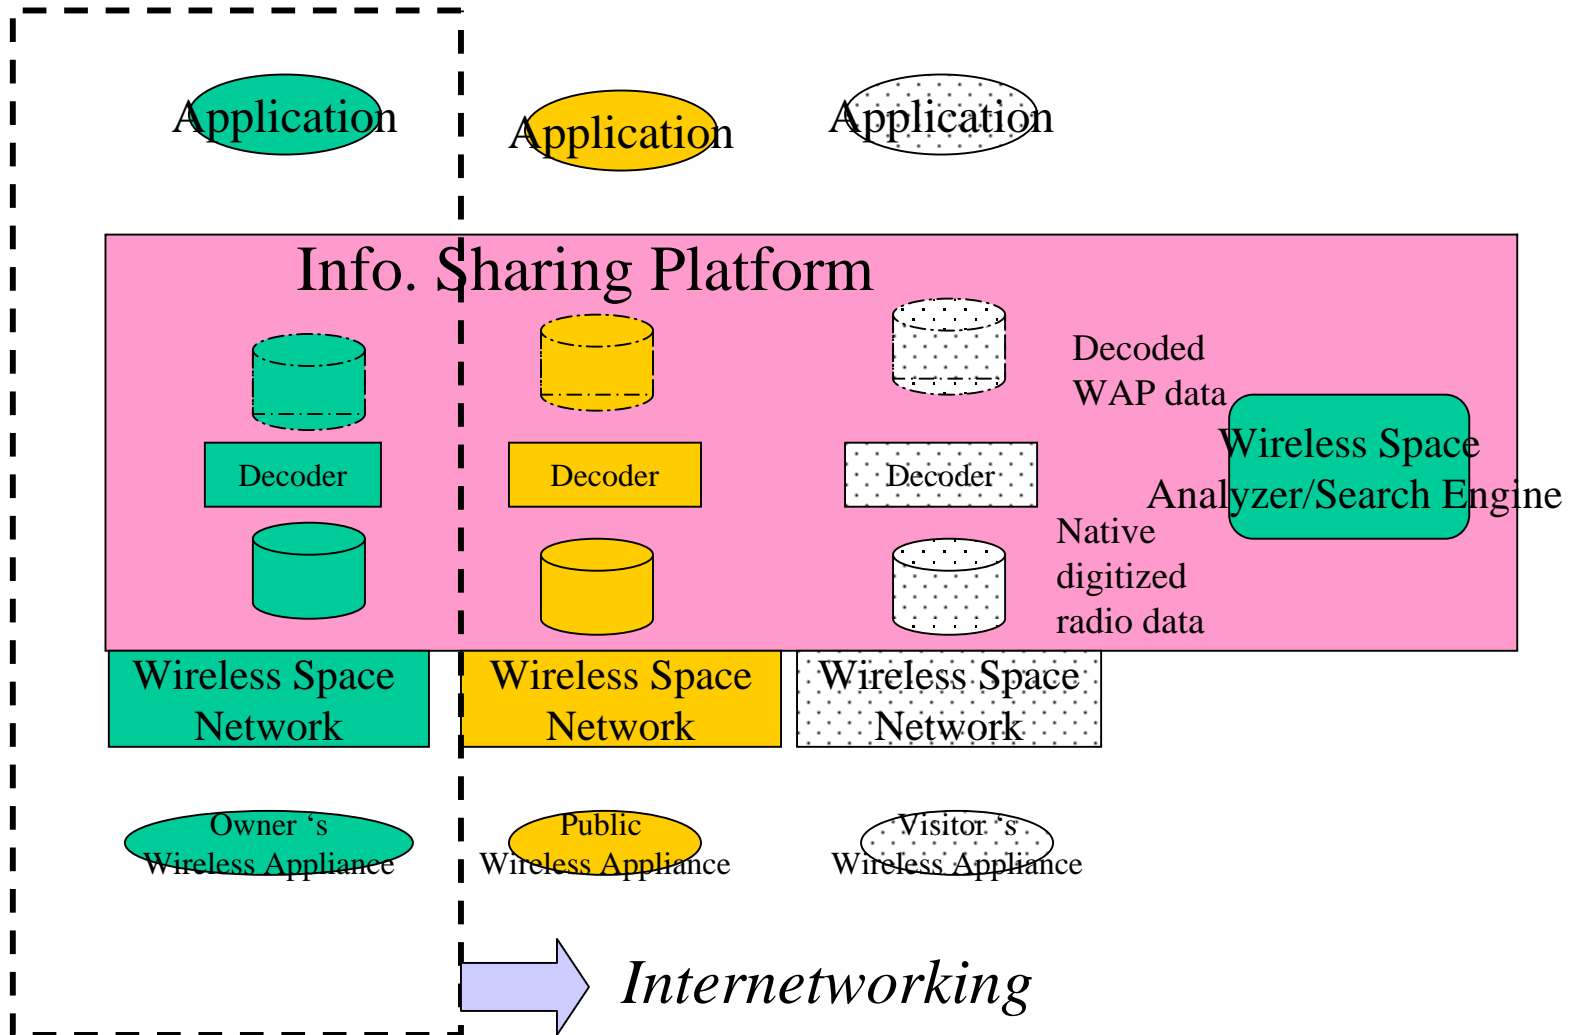 Application
Application
Application
Info. Sharing Platform
Decoded
WAP data
Decoder
Decoder
Decoder
Wireless Space
Analyzer/Search Engine
Native
digitized
radio data
Wireless Space
Network
Wireless Space
Network
Wireless Space
Network
Owner ‘s
Wireless Appliance
Public
Wireless Appliance
Visitor ‘s
Wireless Appliance
Internetworking